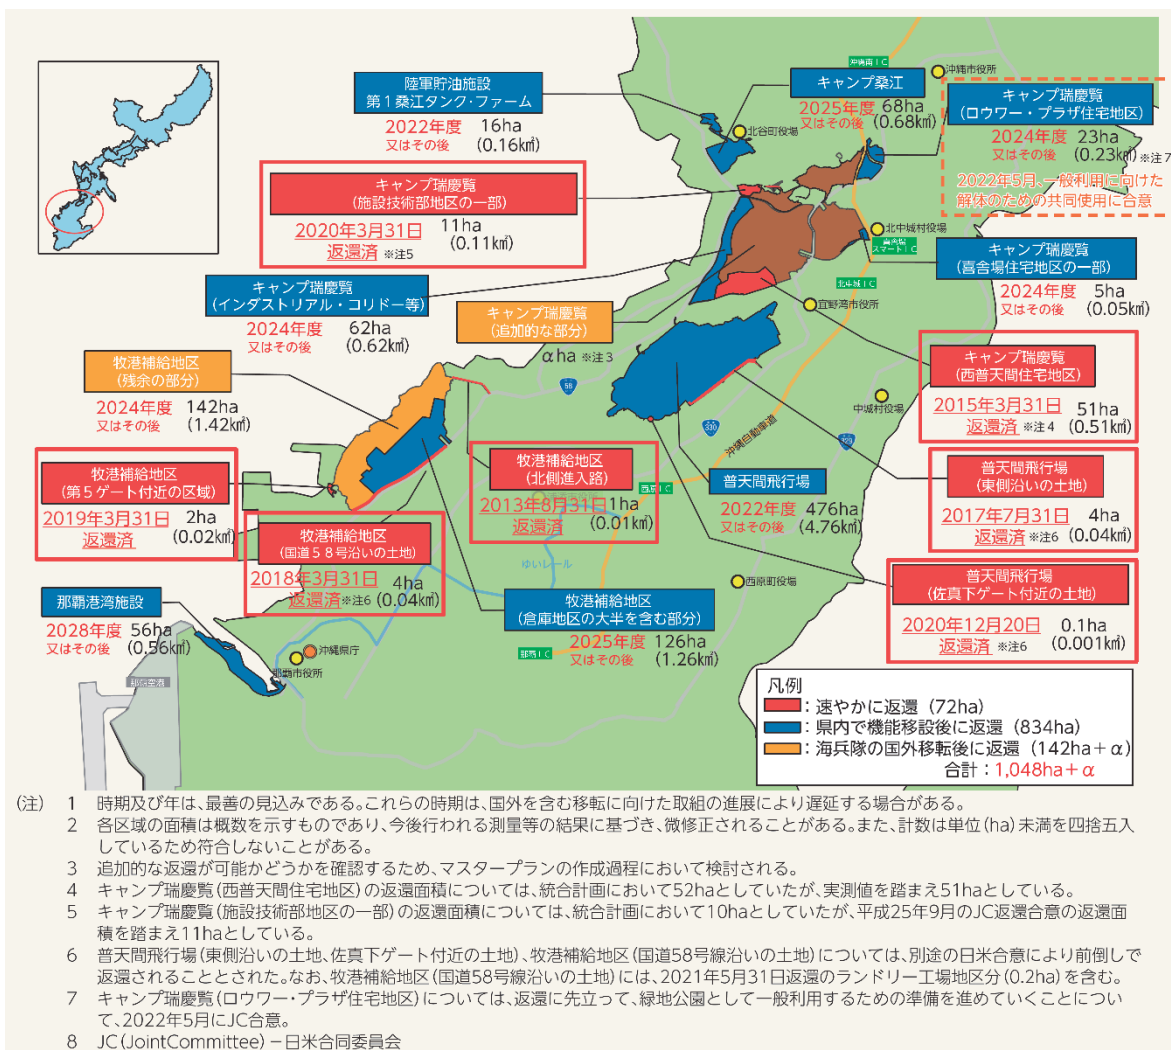 沖縄南IC
沖縄市役所
陸軍貯油施設
第1桑江タンク・ファーム
2022年度
又はその後
16ha
(0.16㎢)
キャンプ桑江
2025年度
又はその後
68ha
(0.68㎢)
北谷町役場
キャンプ瑞慶覧
(ロウワー・プラザ住宅地区)
2024年度
又はその後
23ha
(0.23㎢)※注7
2022年5月、一般利用に向けた
解体のための共同使用に合意
キャンプ瑞慶覧
(施設技術部地区の一部)
2020年3月31日
返還済 ※注5
11ha
(0.11㎢)
北中城村役場
喜舎場
スマートIC
キャンプ瑞慶覧
(喜舎場住宅地区の一部)
2024年度
又はその後
5ha
(0.05㎢)
キャンプ瑞慶覧
(インダストリアル・コリドー等)
2024年度
又はその後
62ha
(0.62㎢)
北中城IC
宜野湾市役所
キャンプ瑞慶覧
(追加的な部分)
αha ※注3
キャンプ瑞慶覧
(西普天間住宅地区)
2015年3月31日
返還済 ※注4
51ha
(0.51㎢)
牧港補給地区
(残余の部分)
2024年度
又はその後
142ha
(1.42㎢)
58
330
329
沖縄自動車道
中城村役場
牧港補給地区
(第5ゲート付近の区域)
2019年3月31日
返還済
2ha
(0.02㎢)
牧港補給地区
(北側進入路)
2013年8月31日
返還済
1ha
(0.01㎢)
西原IC
普天間飛行場
2022年度
又はその後
476ha
(4.76㎢)
普天間飛行場
(東側沿いの土地)
2017年7月31日
返還済 ※注6
4ha
(0.04㎢)
牧港補給地区
(国道58号沿いの土地)
2018年3月31日
返還済※注6
4ha
(0.04㎢)
ゆいレール
西原町役場
普天間飛行場
(佐真下ゲート付近の土地)
2020年12月20日
返還済 ※注6
0.1ha
(0.001㎢)
那覇港湾施設
2028年度
又はその後
56ha
(0.56㎢)
牧港補給地区
(倉庫地区の大半を含む部分)
2025年度
又はその後
126ha
(1.26㎢)
那覇IC
沖縄県庁
那覇市役所
那覇空港
凡例
:速やかに返還(72ha)
:県内で機能移設後に返還(834ha)
:海兵隊の国外移転後に返還(142ha+α)
合計:1,048ha+α
(注) 1 時期及び年は、最善の見込みである。これらの時期は、国外を含む移転に向けた取組の進展により遅延する場合がある。
2 各区域の面積は概数を示すものであり、今後行われる測量等の結果に基づき、微修正されることがある。また、計数は単位(ha)未満を四捨五入
しているため符合しないことがある。
3 追加的な返還が可能かどうかを確認するため、マスタープランの作成過程において検討される。
4 キャンプ瑞慶覧(西普天間住宅地区)の返還面積については、統合計画において52haとしていたが、実測値を踏まえ51haとしている。
5 キャンプ瑞慶覧(施設技術部地区の一部)の返還面積については、統合計画において10haとしていたが、平成25年9月のJC返還合意の返還面
積を踏まえ11haとしている。
6 普天間飛行場(東側沿いの土地、佐真下ゲート付近の土地)、牧港補給地区(国道58号線沿いの土地)については、別途の日米合意により前倒しで
返還されることとされた。なお、牧港補給地区(国道58号線沿いの土地)には、2021年5月31日返還のランドリー工場地区分(0.2ha)を含む。
7 キャンプ瑞慶覧(ロウワー・プラザ住宅地区)については、返還に先立って、緑地公園として一般利用するための準備を進めていくことについ
て、2022年5月にJC合意。
8 JC(JointCommittee)-日米合同委員会